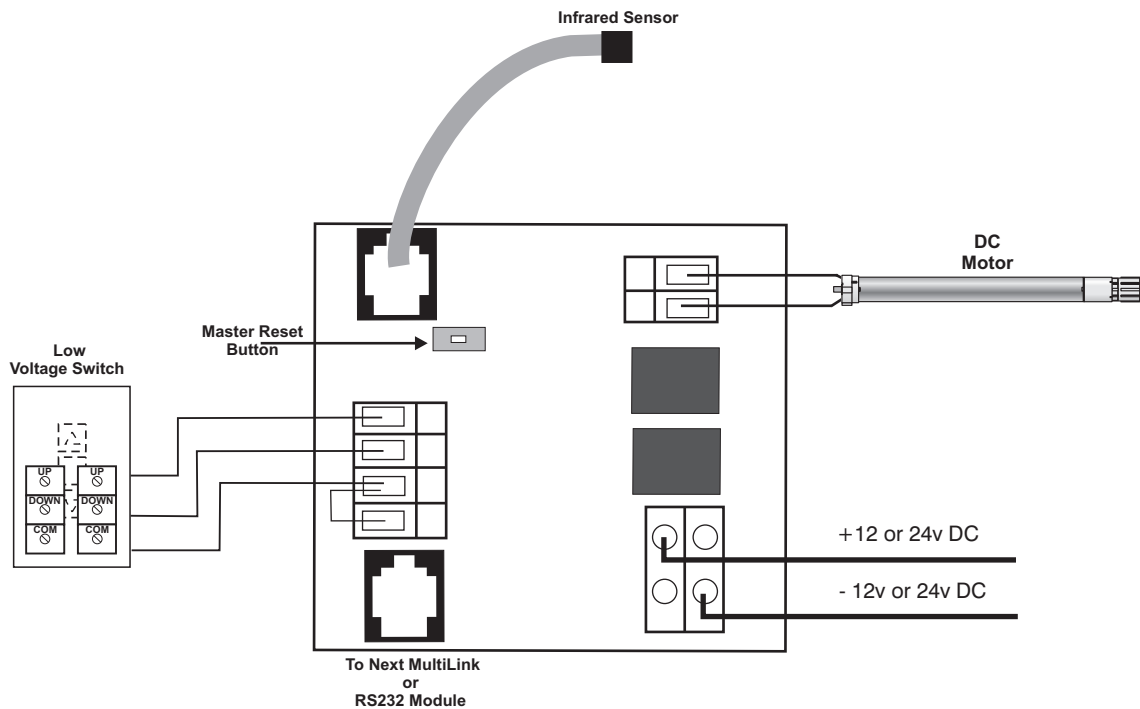 Infrared Sensor
DC
Motor
Master Reset
Button
Low
Voltage Switch
UP UP
DOWN DOWN
COM COM
+12 or 24v DC
- 12v or 24v DC
To Next MultiLink
or
RS232 Module